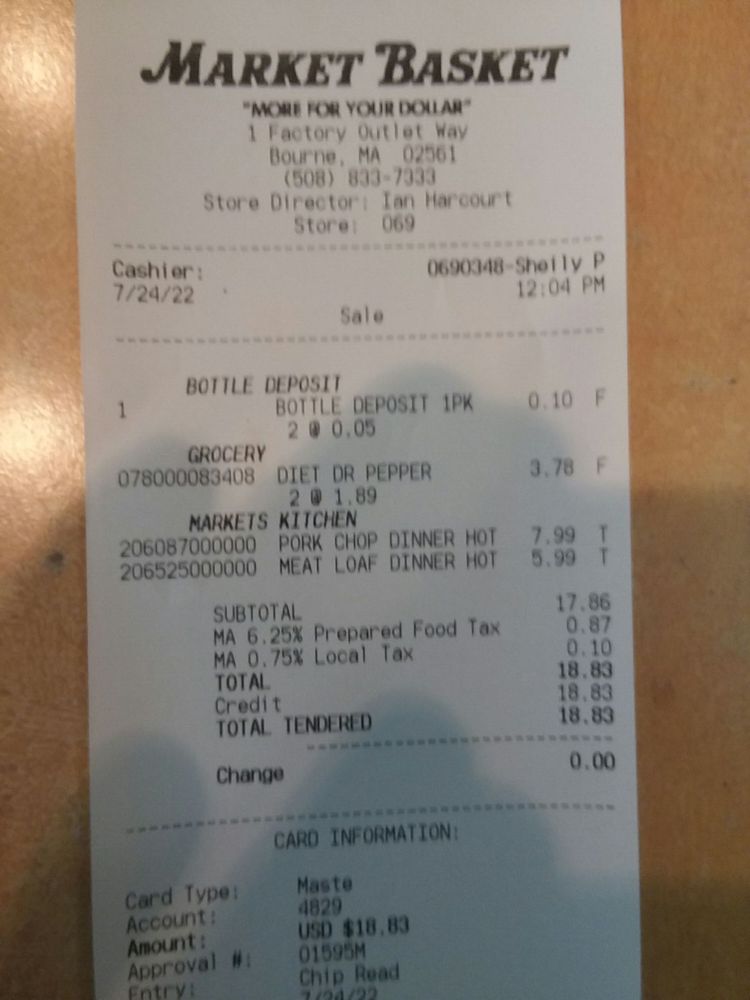 MARKET BASKET
"MORE FOR YOUR DOLLAR"
1 Factory Outlet Way
Bourne, MA 02561
(508) 833-7333
Store Director: Ian Harcourt
Store: 069
Cashier: 0690348-Shelly P
7/24/22 12:04 PM
Sale
BOTTLE DEPOSIT
1 BOTTLE DEPOSIT 1PK 0.10 F
2 @ 0.05
GROCERY
078000083408 DIET DR PEPPER 3.78 F
2 @ 1.89
MARKETS KITCHEN
206087000000 PORK CHOP DINNER HOT 7.99 T
206525000000 MEAT LOAF DINNER HOT 5.99 T
SUBTOTAL 17.86
MA 6.25% Prepared Food Tax 0.87
MA 0.75% Local Tax 0.10
TOTAL 18.83
Credit 18.83
TOTAL TENDERED 18.83
Change 0.00
CARD INFORMATION:
Card Type: Maste
Account: 4829
Amount: USD $18.83
Approval #: 01595M
Entry: Chip Read
7/24/22